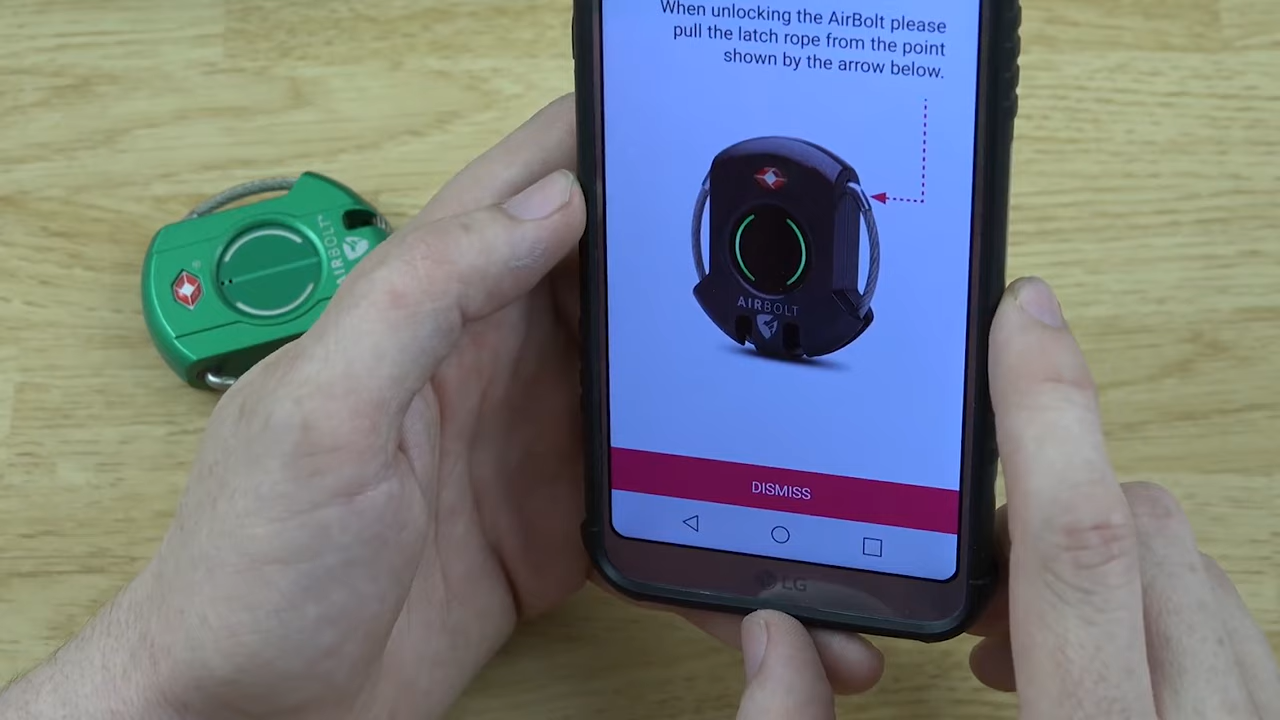 When unlocking the AirBolt please
pull the latch rope from the point
shown by the arrow below.
AIRBOLT
DISMISS
LG
AIRBOLT